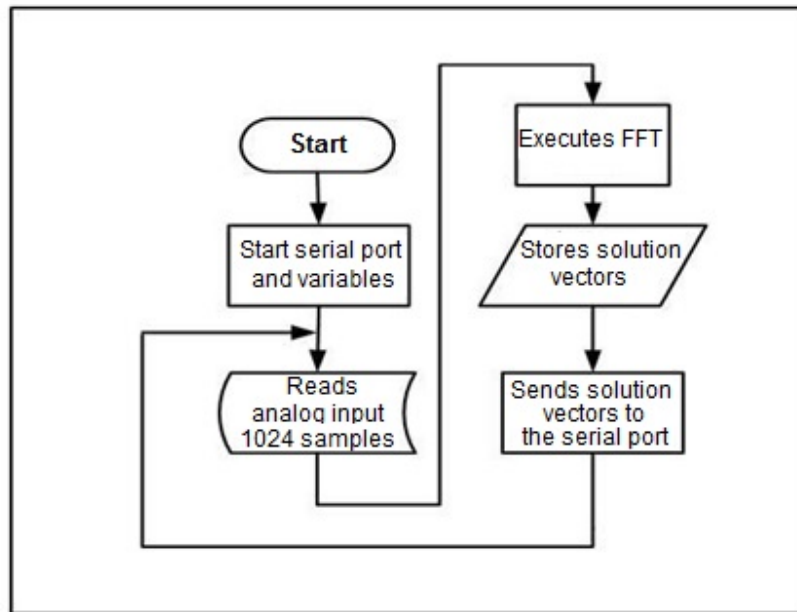 Start
Start serial port
and variables
Reads
analog input
1024 samples
Executes FFT
Stores solution
vectors
Sends solution
vectors to
the serial port